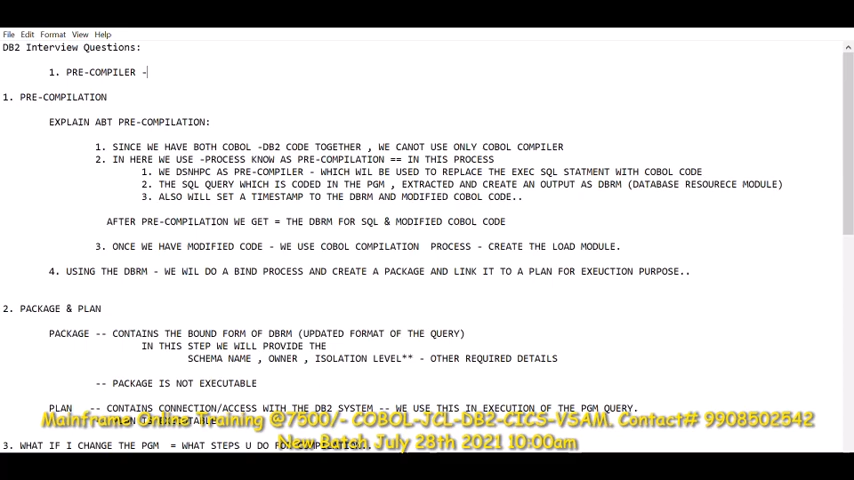 File Edit Format View Help
DB2 Interview Questions:
1. PRE-COMPILER -
1. PRE-COMPILATION
EXPLAIN ABT PRE-COMPILATION:
1. SINCE WE HAVE BOTH COBOL -DB2 CODE TOGETHER , WE CANOT USE ONLY COBOL COMPILER
2. IN HERE WE USE -PROCESS KNOW AS PRE-COMPILATION == IN THIS PROCESS
1. WE DSNHPC AS PRE-COMPILER - WHICH WIL BE USED TO REPLACE THE EXEC SQL STATMENT WITH COBOL CODE
2. THE SQL QUERY WHICH IS CODED IN THE PGM , EXTRACTED AND CREATE AN OUTPUT AS DBRM (DATABASE RESOURECE MODULE)
3. ALSO WILL SET A TIMESTAMP TO THE DBRM AND MODIFIED COBOL CODE..
AFTER PRE-COMPILATION WE GET = THE DBRM FOR SQL & MODIFIED COBOL CODE
3. ONCE WE HAVE MODIFIED CODE - WE USE COBOL COMPILATION PROCESS - CREATE THE LOAD MODULE.
4. USING THE DBRM - WE WIL DO A BIND PROCESS AND CREATE A PACKAGE AND LINK IT TO A PLAN FOR EXEUCTION PURPOSE..
2. PACKAGE & PLAN
PACKAGE -- CONTAINS THE BOUND FORM OF DBRM (UPDATED FORMAT OF THE QUERY)
IN THIS STEP WE WILL PROVIDE THE
SCHEMA NAME , OWNER , ISOLATION LEVEL** - OTHER REQUIRED DETAILS
-- PACKAGE IS NOT EXECUTABLE
PLAN -- CONTAINS CONNECTION/ACCESS WITH THE DB2 SYSTEM -- WE USE THIS IN EXECUTION OF THE PGM QUERY.
Mainframe Online Training @7500/- COBOL-JCL-DB2-CICS-VSAM. Contact# 9908502542
PLAN IS
New Batch July 28th 2021 10:00am
3. WHAT IF I CHANGE THE PGM = WHAT STEPS U DO FOR